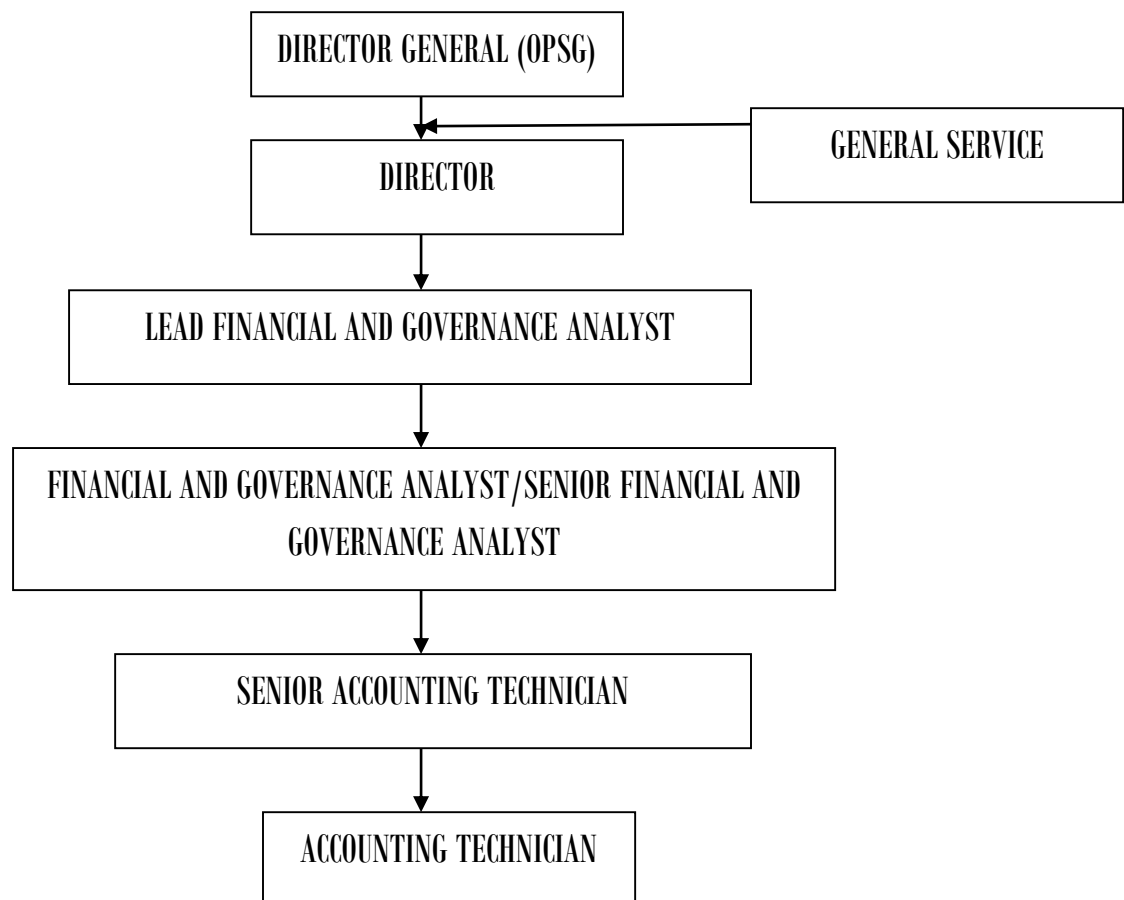 DIRECTOR GENERAL (OPSG)
GENERAL SERVICE
DIRECTOR
LEAD FINANCIAL AND GOVERNANCE ANALYST
FINANCIAL AND GOVERNANCE ANALYST/SENIOR FINANCIAL AND
GOVERNANCE ANALYST
SENIOR ACCOUNTING TECHNICIAN
ACCOUNTING TECHNICIAN